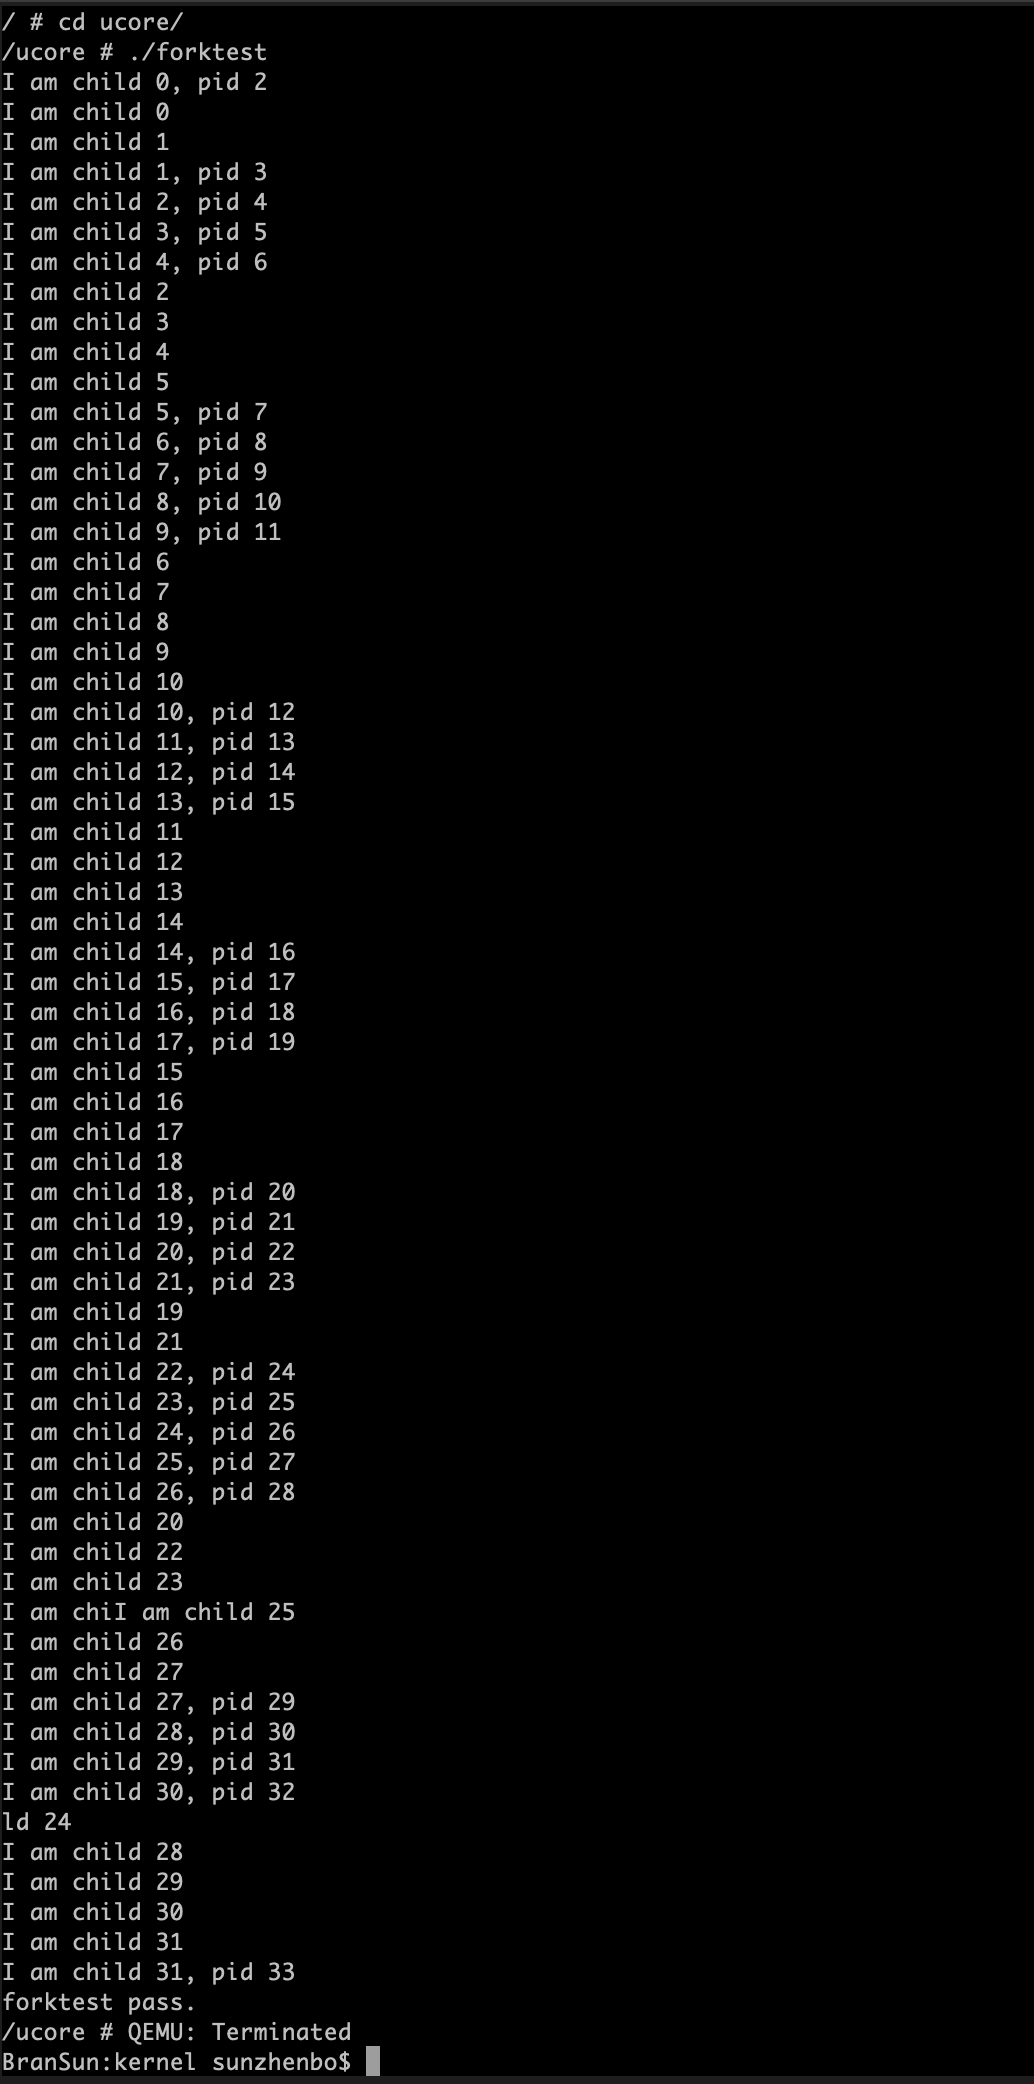 / # cd ucore/
/ucore # ./forktest
I am child 0, pid 2
I am child 0
I am child 1
I am child 1, pid 3
I am child 2, pid 4
I am child 3, pid 5
I am child 4, pid 6
I am child 2
I am child 3
I am child 4
I am child 5
I am child 5, pid 7
I am child 6, pid 8
I am child 7, pid 9
I am child 8, pid 10
I am child 9, pid 11
I am child 6
I am child 7
I am child 8
I am child 9
I am child 10
I am child 10, pid 12
I am child 11, pid 13
I am child 12, pid 14
I am child 13, pid 15
I am child 11
I am child 12
I am child 13
I am child 14
I am child 14, pid 16
I am child 15, pid 17
I am child 16, pid 18
I am child 17, pid 19
I am child 15
I am child 16
I am child 17
I am child 18
I am child 18, pid 20
I am child 19, pid 21
I am child 20, pid 22
I am child 21, pid 23
I am child 19
I am child 21
I am child 22, pid 24
I am child 23, pid 25
I am child 24, pid 26
I am child 25, pid 27
I am child 26, pid 28
I am child 20
I am child 22
I am child 23
I am chiI am child 25
I am child 26
I am child 27
I am child 27, pid 29
I am child 28, pid 30
I am child 29, pid 31
I am child 30, pid 32
ld 24
I am child 28
I am child 29
I am child 30
I am child 31
I am child 31, pid 33
forktest pass.
/ucore # QEMU: Terminated
BranSun:kernel sunzhenbo$